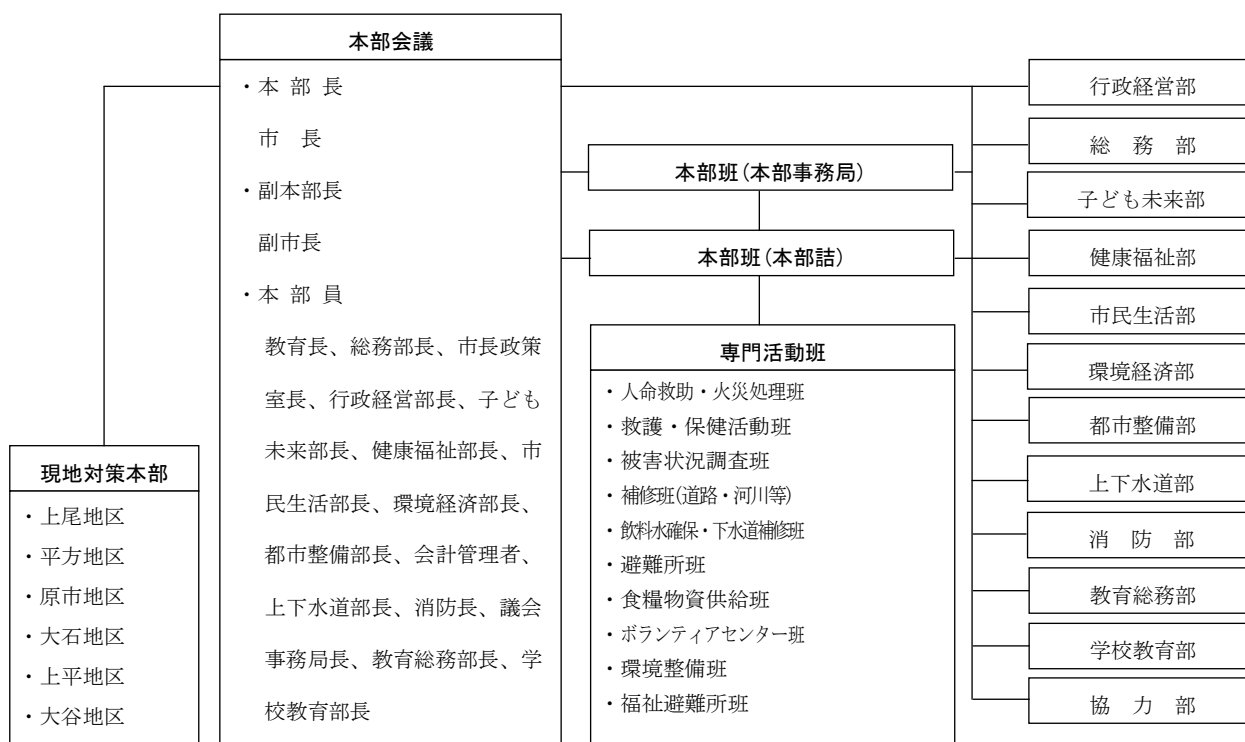 本部会議
・本 部 長
市　長
・副本部長
副市長
・本 部 員
教育長、総務部長、市長政策
室長、行政経営部長、子ども
未来部長、健康福祉部長、市
民生活部長、環境経済部長、
都市整備部長、会計管理者、
上下水道部長、消防長、議会
事務局長、教育総務部長、学
校教育部長
現地対策本部
・上尾地区
・平方地区
・原市地区
・大石地区
・上平地区
・大谷地区
本部班(本部事務局)
本部班(本部詰)
専門活動班
・人命救助・火災処理班
・救護・保健活動班
・被害状況調査班
・補修班(道路・河川等)
・飲料水確保・下水道補修班
・避難所班
・食糧物資供給班
・ボランティアセンター班
・環境整備班
・福祉避難所班
行政経営部
総　務　部
子ども未来部
健康福祉部
市民生活部
環境経済部
都市整備部
上下水道部
消　防　部
教育総務部
学校教育部
協　力　部